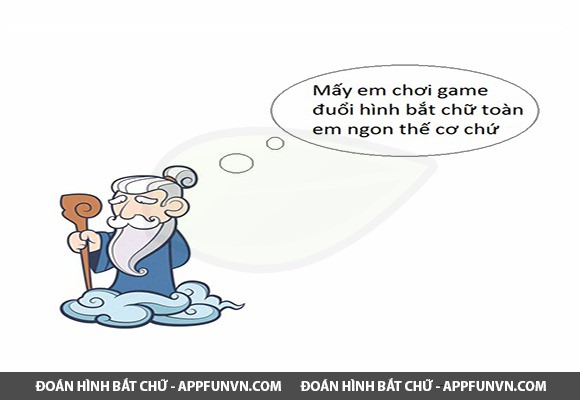 Mấy em chơi game
đuổi hình bắt chữ toàn
em ngon thế cơ chứ
ĐOÁN HÌNH BẮT CHỮ - APPFUNVN.COM ĐOÁN HÌNH BẮT CHỮ - APPFUNVN.COM